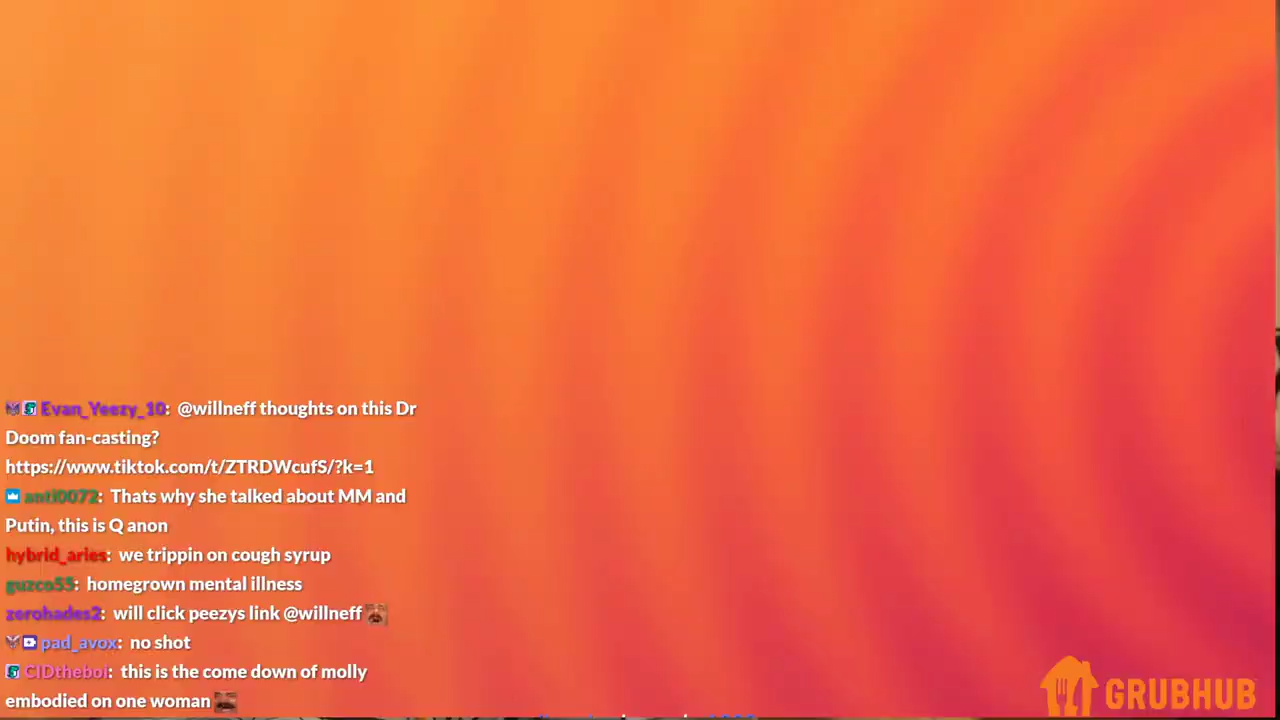 Evan_Yeezy_10: @willneff thoughts on this Dr
Doom fan-casting?
https://www.tiktok.com/t/ZTRDWcufS/?k=1
anti0072: Thats why she talked about MM and
Putin, this is Q anon
hybrid_aries: we trippin on cough syrup
guzco55: homegrown mental illness
zerohades2: will click peezys link @willneff
pad_avox: no shot
CIDtheboi: this is the come down of molly
embodied on one woman
GRUBHUB